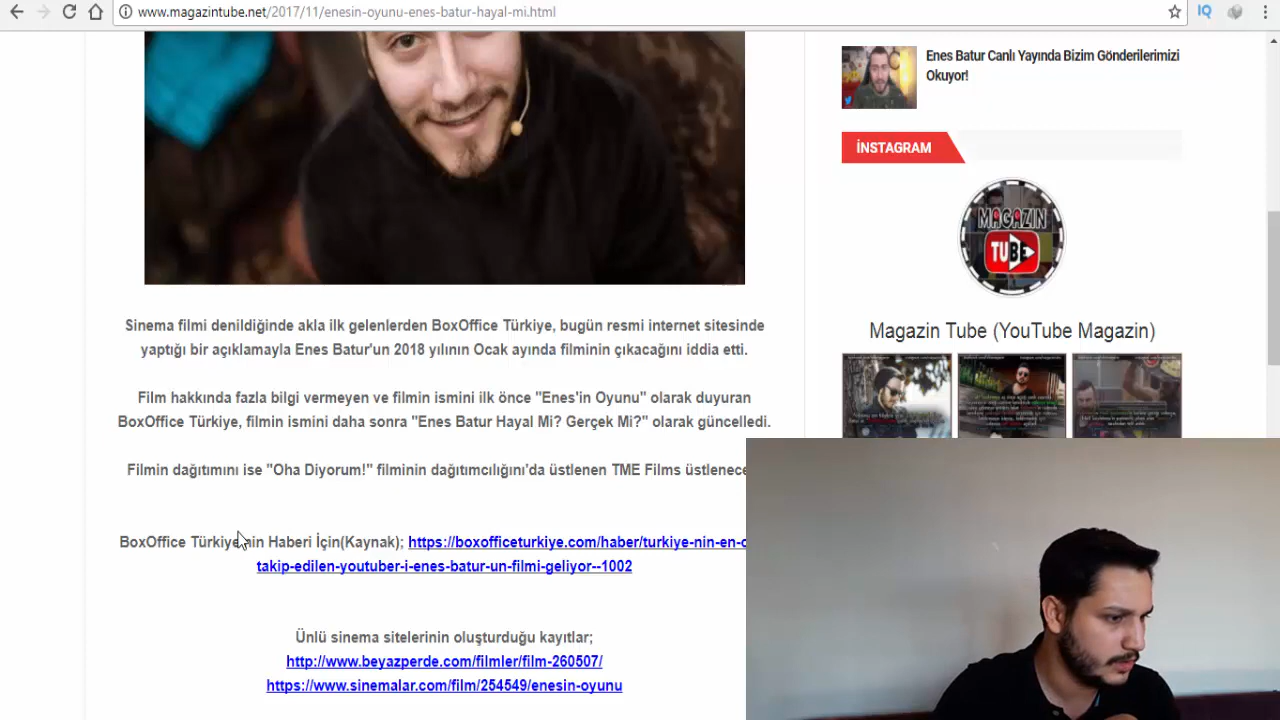 www.magazintube.net/2017/11/enesin-oyunu-enes-batur-hayal-mi.html
Enes Batur Canlı Yayında Bizim Gönderilerimizi
Okuyor!
İNSTAGRAM
MAGAZIN
TUBE
Magazin Tube (YouTube Magazin)
Sinema filmi denildiğinde akla ilk gelenlerden BoxOffice Türkiye, bugün resmi internet sitesinde
yaptığı bir açıklamayla Enes Batur'un 2018 yılının Ocak ayında filminin çıkacağını iddia etti.
Film hakkında fazla bilgi vermeyen ve filmin ismini ilk önce "Enes'in Oyunu" olarak duyuran
BoxOffice Türkiye, filmin ismini daha sonra "Enes Batur Hayal Mi? Gerçek Mi?" olarak güncelledi.
Filmin dağıtımını ise "Oha Diyorum!" filminin dağıtımcılığını'da üstlenen TME Films üstlenece
BoxOffice Türkiye'nin Haberi İçin(Kaynak); https://boxofficeturkiye.com/haber/turkiye-nin-en-c
takip-edilen-youtuber-i-enes-batur-un-filmi-geliyor--1002
Ünlü sinema sitelerinin oluşturduğu kayıtlar;
http://www.beyazperde.com/filmler/film-260507/
https://www.sinemalar.com/film/254549/enesin-oyunu